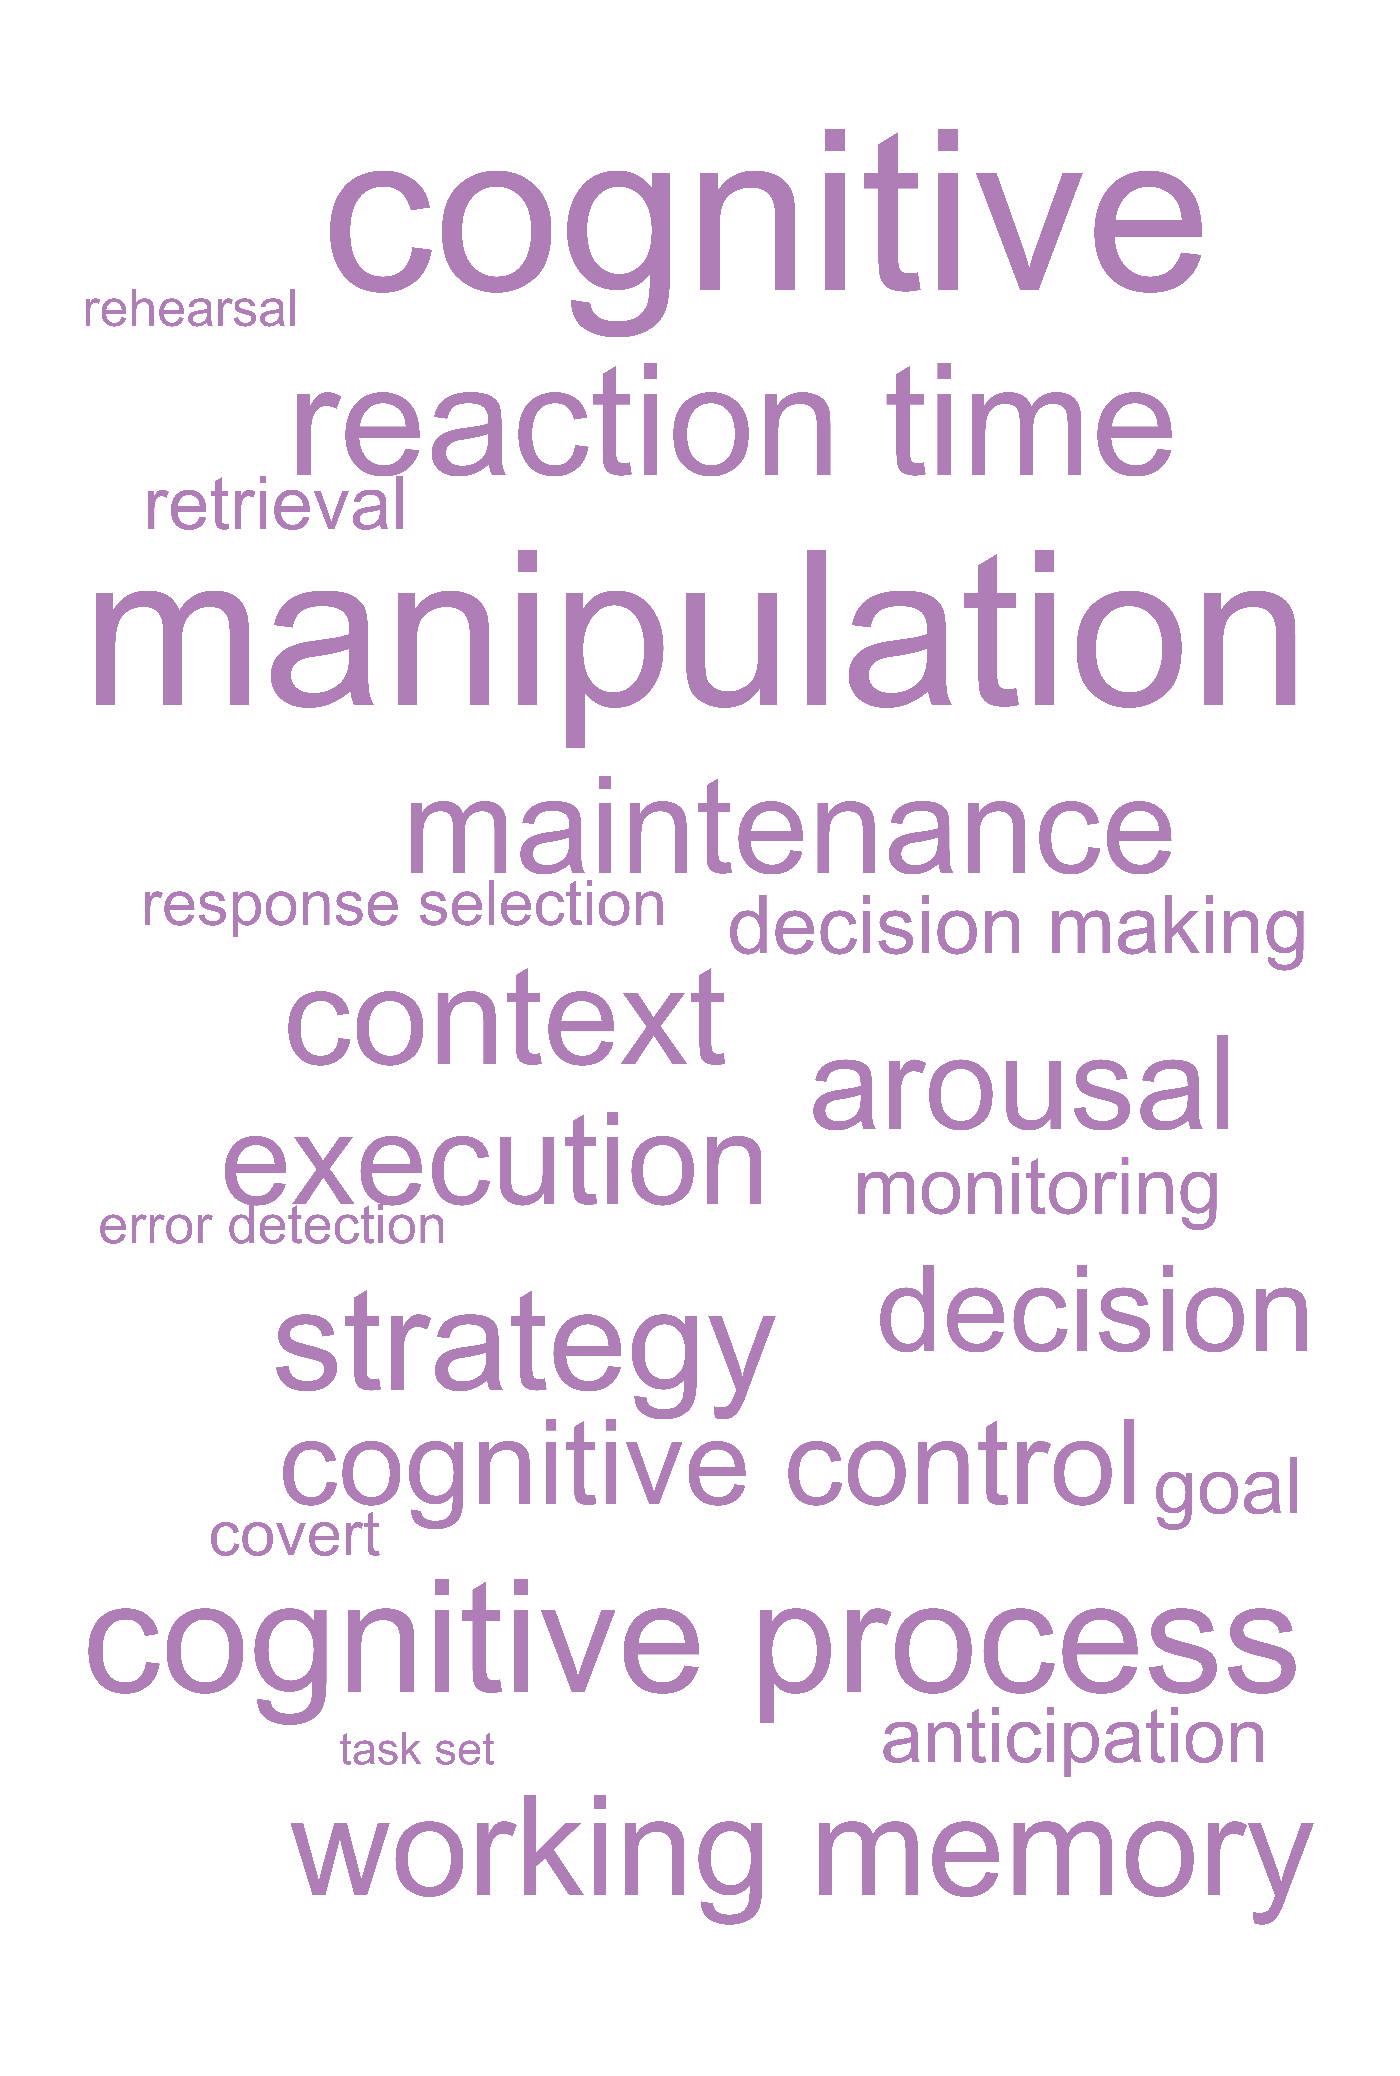 cognitive
rehearsal
reaction time
retrieval
manipulation
maintenance
response selection
decision making
context
arousal
execution
monitoring
error detection
decision
strategy
cognitive control
goal
covert
cognitive process
anticipation
task set
working memory